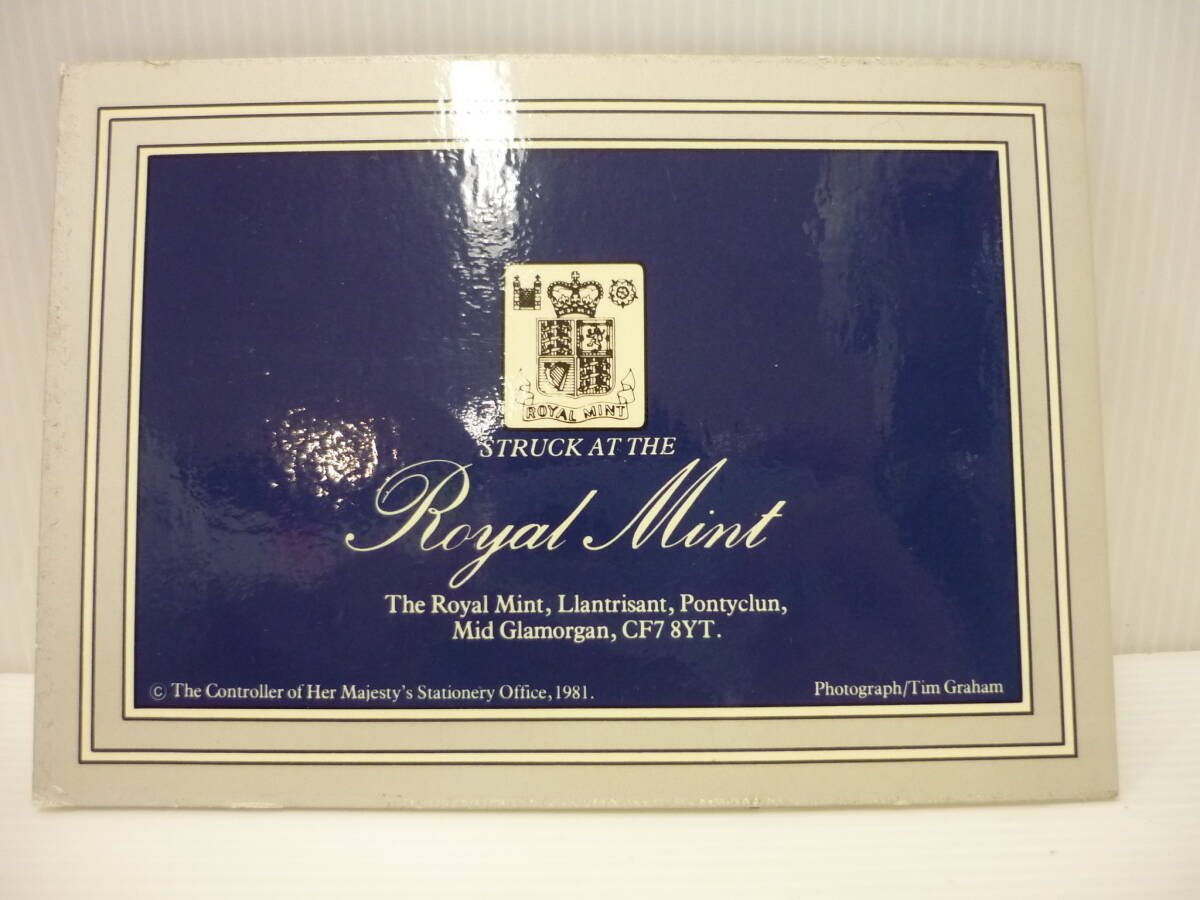 ROYAL MINT
STRUCK AT THE
Royal Mint
The Royal Mint, Llantrisant, Pontyclun,
Mid Glamorgan, CF7 8YT.
© The Controller of Her Majesty's Stationery Office, 1981.
Photograph/Tim Graham